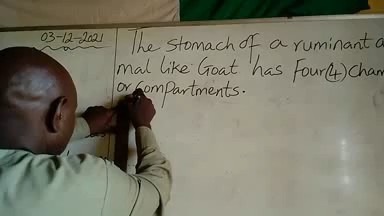 03-12-2021
The stomach of a ruminant a
mal like Goat has Four(4) Cham
or Compartments.